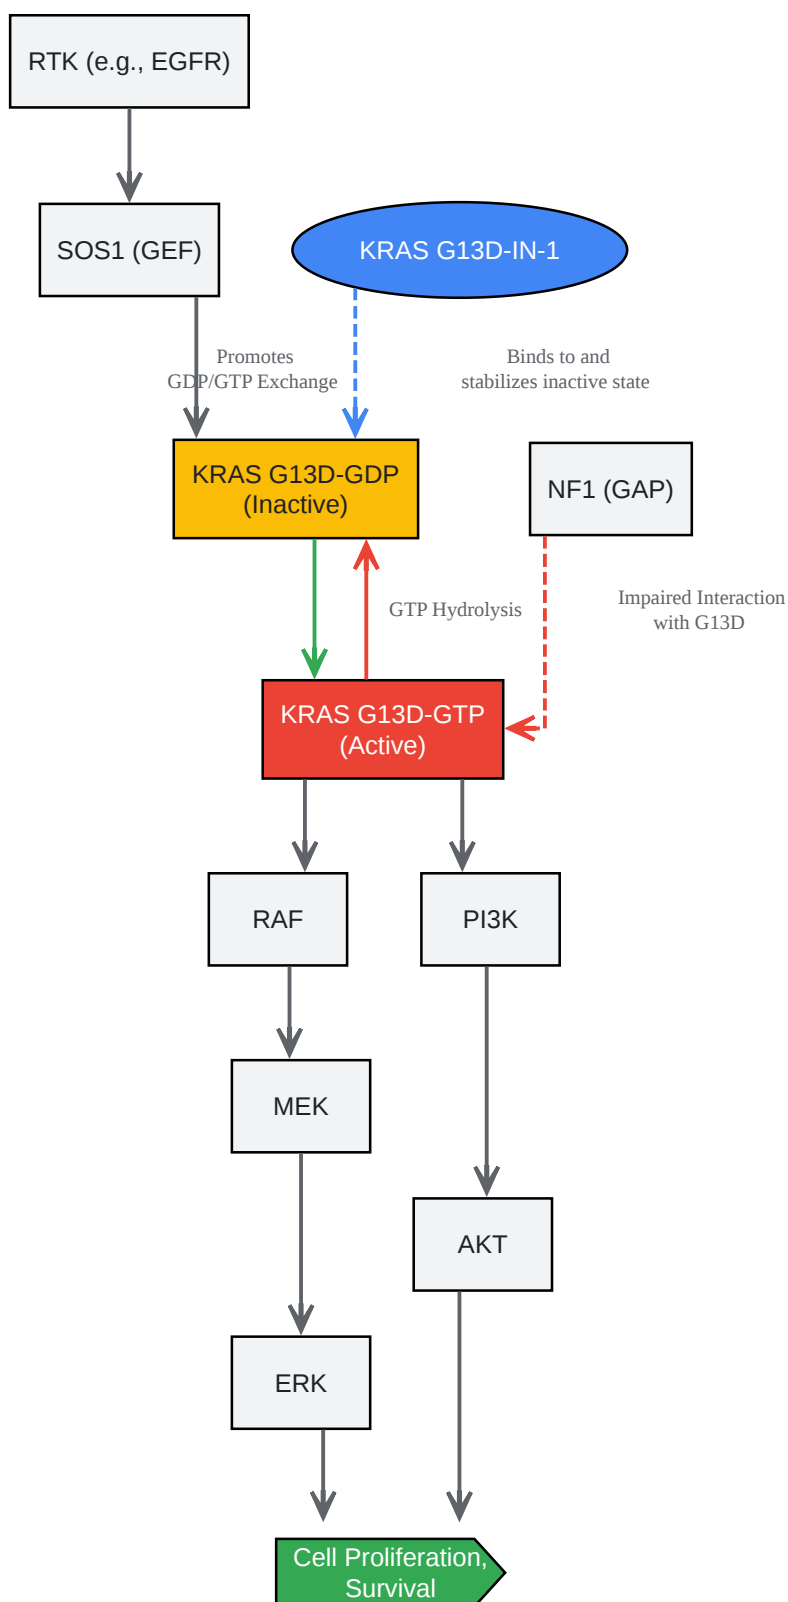 RTK (e.g., EGFR)
SOS1 (GEF)
KRAS G13D-IN-1
Promotes
GDP/GTP Exchange
Binds to and
stabilizes inactive state
KRAS G13D-GDP
(Inactive)
NF1 (GAP)
GTP Hydrolysis
Impaired Interaction
with G13D
KRAS G13D-GTP
(Active)
RAF
PI3K
MEK
AKT
ERK
Cell Proliferation,
Survival